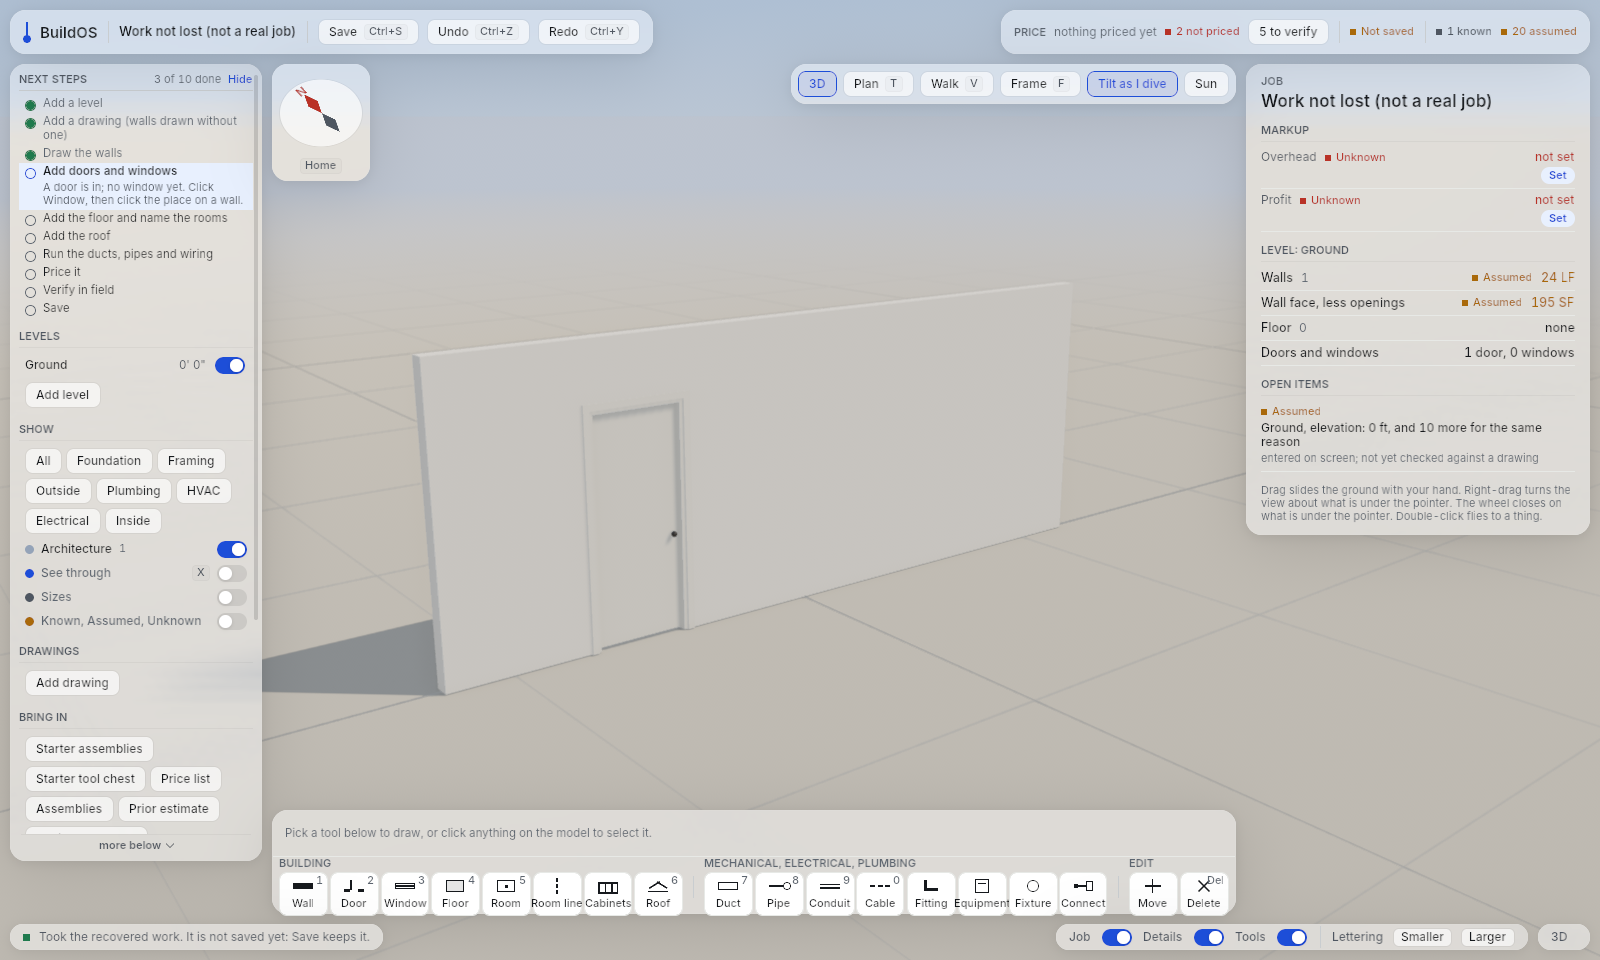 BuildOS
Work not lost (not a real job)
Save Ctrl+S
Undo Ctrl+Z
Redo Ctrl+Y
PRICE nothing priced yet 2 not priced
5 to verify
Not saved
1 known 20 assumed
NEXT STEPS 3 of 10 done Hide
Add a level
Add a drawing (walls drawn without
one)
Draw the walls
Add doors and windows
A door is in; no window yet. Click
Window, then click the place on a wall.
Add the floor and name the rooms
Add the roof
Run the ducts, pipes and wiring
Price it
Verify in field
Save
LEVELS
Ground 0' 0"
Add level
SHOW
All Foundation Framing
Outside Plumbing HVAC
Electrical Inside
Architecture 1
See through X
Sizes
Known, Assumed, Unknown
DRAWINGS
Add drawing
BRING IN
Starter assemblies
Starter tool chest Price list
Assemblies Prior estimate
more below
N
Home
3D Plan T Walk V Frame F Tilt as I dive Sun
JOB
Work not lost (not a real job)
MARKUP
Overhead Unknown not set
Set
Profit Unknown not set
Set
LEVEL: GROUND
Walls 1 Assumed 24 LF
Wall face, less openings Assumed 195 SF
Floor 0 none
Doors and windows 1 door, 0 windows
OPEN ITEMS
Assumed
Ground, elevation: 0 ft, and 10 more for the same
reason
entered on screen; not yet checked against a drawing
Drag slides the ground with your hand. Right-drag turns the
view about what is under the pointer. The wheel closes on
what is under the pointer. Double-click flies to a thing.
Pick a tool below to draw, or click anything on the model to select it.
BUILDING MECHANICAL, ELECTRICAL, PLUMBING EDIT
1 2 3 4 5 6 7 8 9 0 Del
Wall Door Window Floor Room Room line Cabinets Roof Duct Pipe Conduit Cable Fitting Equipment Fixture Connect Move Delete
Took the recovered work. It is not saved yet: Save keeps it.
Job Details Tools Lettering Smaller Larger 3D